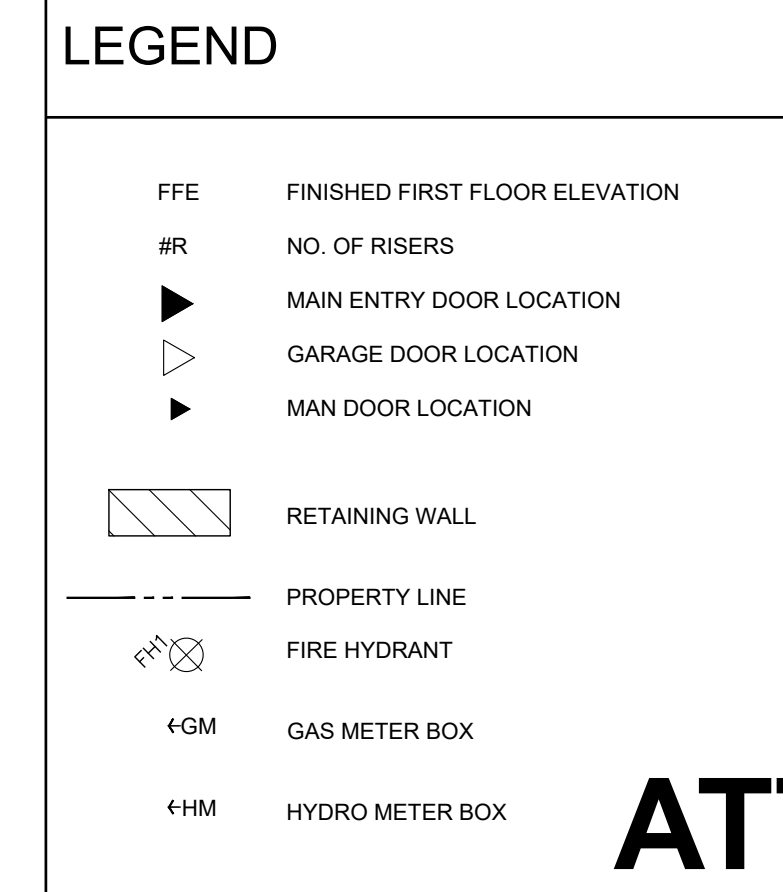 LEGEND
FFE FINISHED FIRST FLOOR ELEVATION
#R NO. OF RISERS
MAIN ENTRY DOOR LOCATION
GARAGE DOOR LOCATION
MAN DOOR LOCATION
RETAINING WALL
PROPERTY LINE
FH1 FIRE HYDRANT
GM GAS METER BOX
HM HYDRO METER BOX